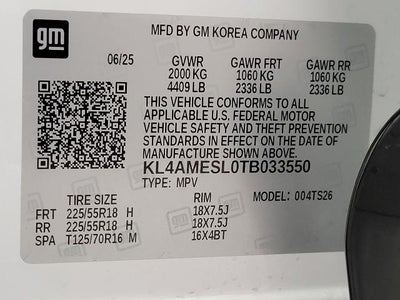 gm
MFD BY GM KOREA COMPANY
06/25 GVWR GAWR FRT GAWR RR
2000 KG 1060 KG 1060 KG
4409 LB 2336 LB 2336 LB
THIS VEHICLE CONFORMS TO ALL
APPLICABLE U.S. FEDERAL MOTOR
VEHICLE SAFETY AND THEFT PREVENTION
STANDARDS IN EFFECT ON THE DATE OF
MANUFACTURE SHOWN ABOVE.
KL4AMESL0TB033550
TYPE: MPV MODEL: 004TS26
TIRE SIZE RIM
FRT 225/55R18 H 18X7.5J
RR 225/55R18 H 18X7.5J
SPA T125/70R16 M 16X4BT